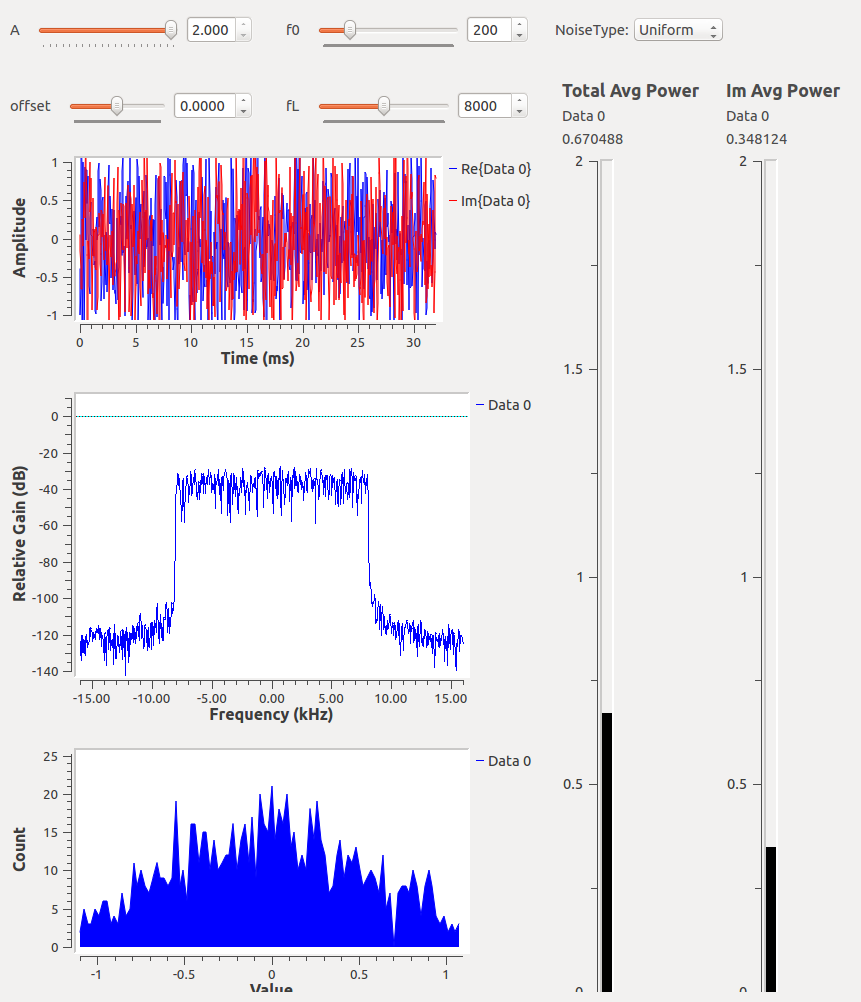 A 2.000 f0 200 NoiseType: Uniform
offset 0.0000 fL 8000
Total Avg Power Im Avg Power
Data 0 Data 0
0.670488 0.348124
2 2
1.5 1.5
1 1
0.5 0.5
0 0
Amplitude
1
0.5
0
-0.5
-1
0 5 10 15 20 25 30
Time (ms)
Re{Data 0}
Im{Data 0}
Relative Gain (dB)
0
-20
-40
-60
-80
-100
-120
-140
-15.00 -10.00 -5.00 0.00 5.00 10.00 15.00
Frequency (kHz)
Data 0
Count
25
20
15
10
5
0
-1 -0.5 0 0.5 1
Value
Data 0